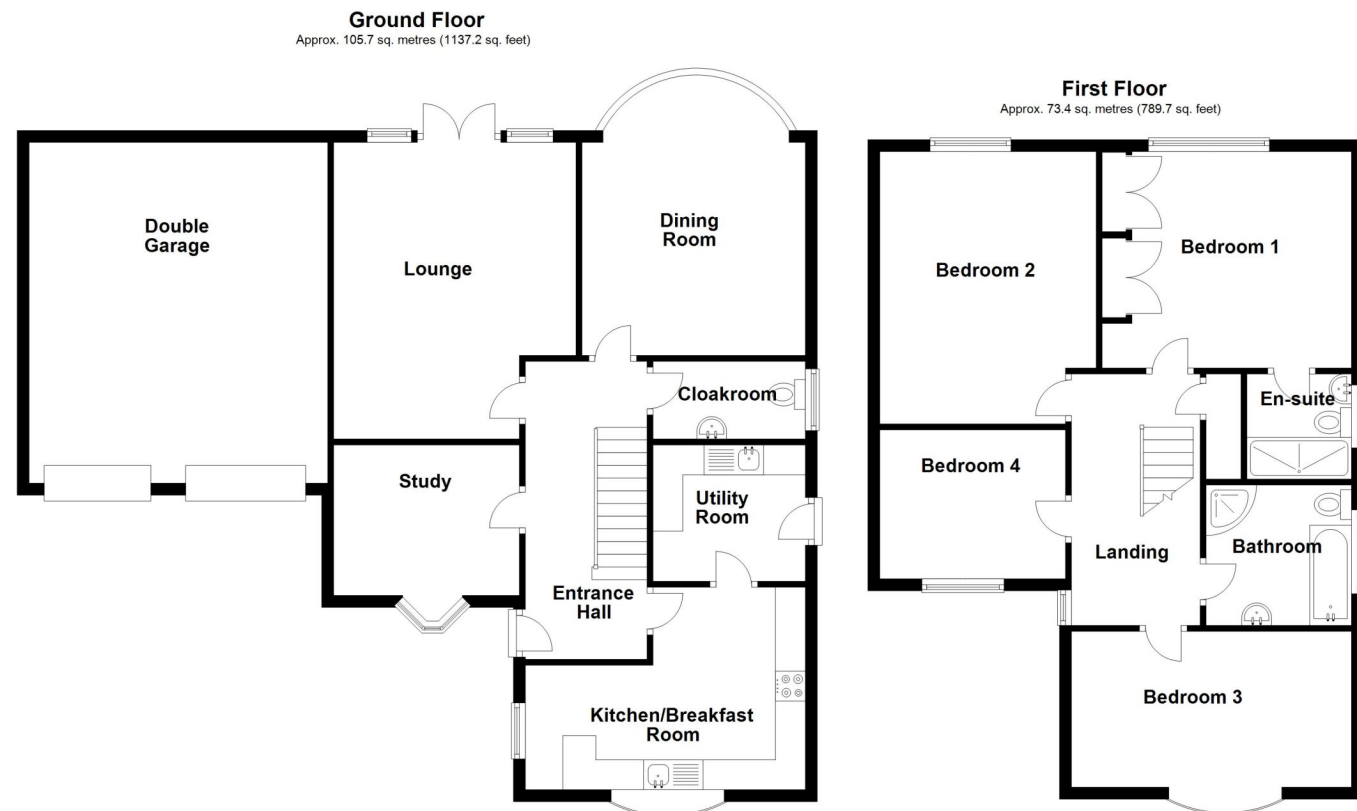 Ground Floor
Approx. 105.7 sq. metres (1137.2 sq. feet)
Double
Garage
Lounge
Dining
Room
Cloakroom
Study
Utility
Room
Entrance
Hall
Kitchen/Breakfast
Room
First Floor
Approx. 73.4 sq. metres (789.7 sq. feet)
Bedroom 2
Bedroom 1
En-suite
Bedroom 4
Landing
Bathroom
Bedroom 3